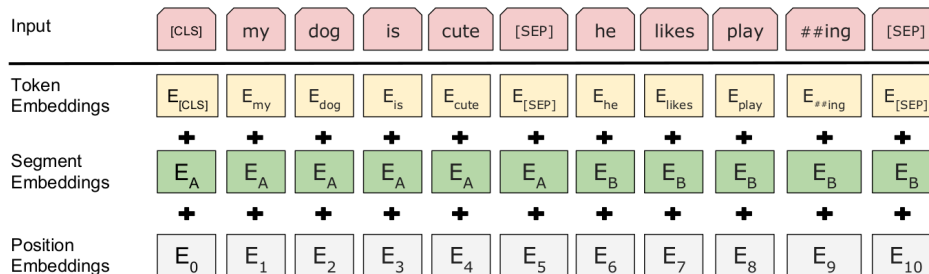 Input [CLS] my dog is cute [SEP] he likes play ##ing [SEP]
Token
Embeddings
E[CLS] Emy Edog Eis Ecute E[SEP] Ehe Elikes Eplay E##ing E[SEP]
+ + + + + + + + + + +
Segment
Embeddings
EA EA EA EA EA EA EB EB EB EB EB
+ + + + + + + + + + +
Position
Embeddings
E0 E1 E2 E3 E4 E5 E6 E7 E8 E9 E10